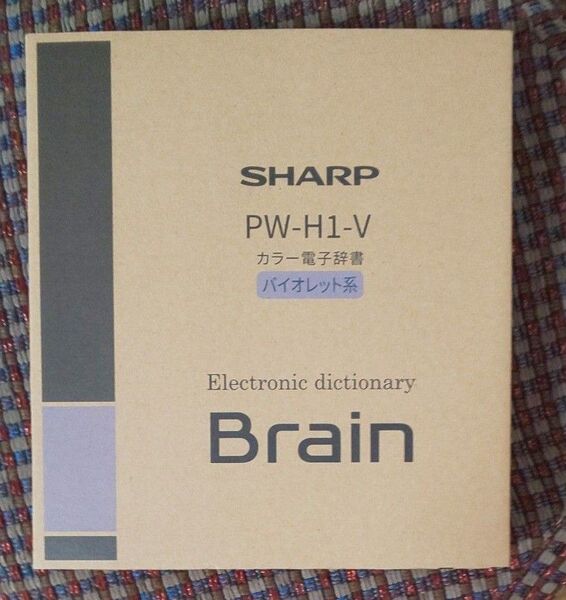 SHARP
PW-H1-V
カラー電子辞書
バイオレット系
Electronic dictionary
Brain